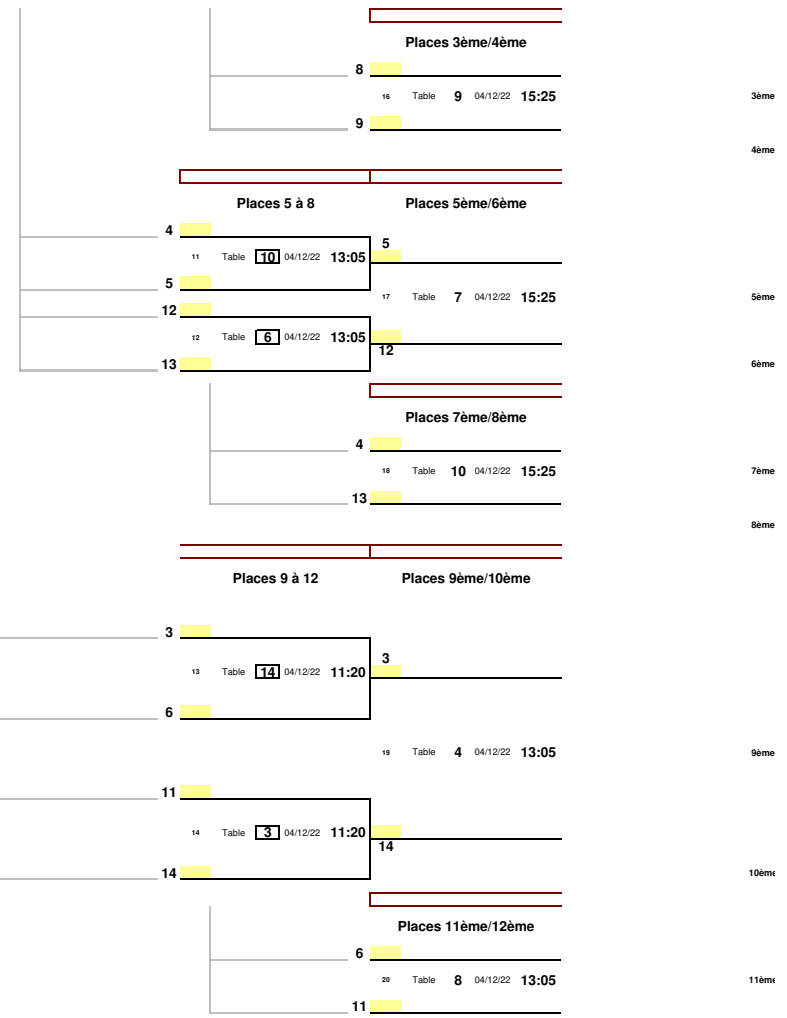 Places 3ème/4ème
8
16 Table 9 04/12/22 15:25 3ème
9
4ème
Places 5 à 8 Places 5ème/6ème
4
5
11 Table 10 04/12/22 13:05
5
17 Table 7 04/12/22 15:25 5ème
12
12 Table 6 04/12/22 13:05
12
13 6ème
Places 7ème/8ème
4
18 Table 10 04/12/22 15:25 7ème
13
8ème
Places 9 à 12 Places 9ème/10ème
3
3
13 Table 14 04/12/22 11:20
6
19 Table 4 04/12/22 13:05 9ème
11
14 Table 3 04/12/22 11:20
14
14 10ème
Places 11ème/12ème
6
20 Table 8 04/12/22 13:05 11ème
11